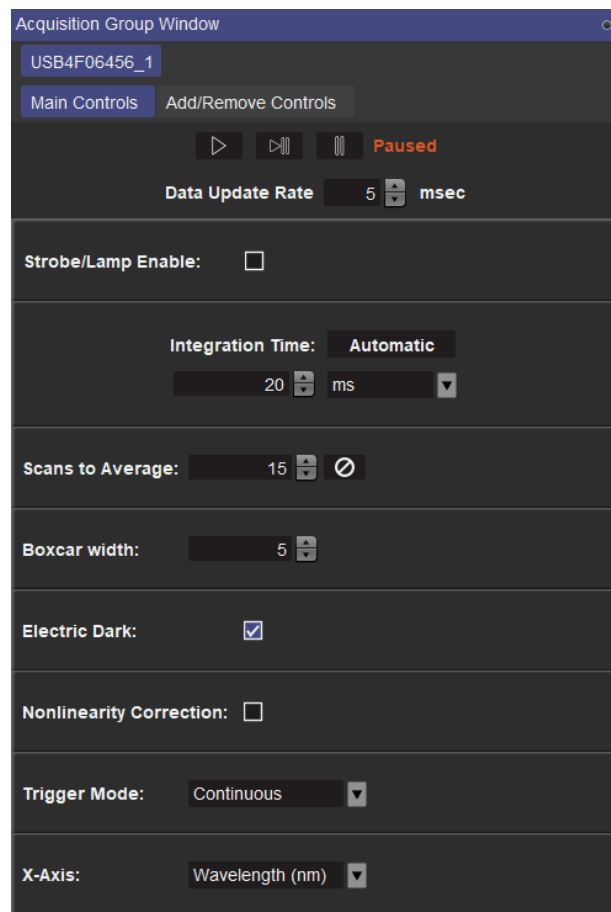 Acquisition Group Window
USB4F06456_1
Main Controls Add/Remove Controls
Paused
Data Update Rate 5 msec
Strobe/Lamp Enable:
Integration Time: Automatic
20 ms
Scans to Average: 15
Boxcar width: 5
Electric Dark:
Nonlinearity Correction:
Trigger Mode: Continuous
X-Axis: Wavelength (nm)